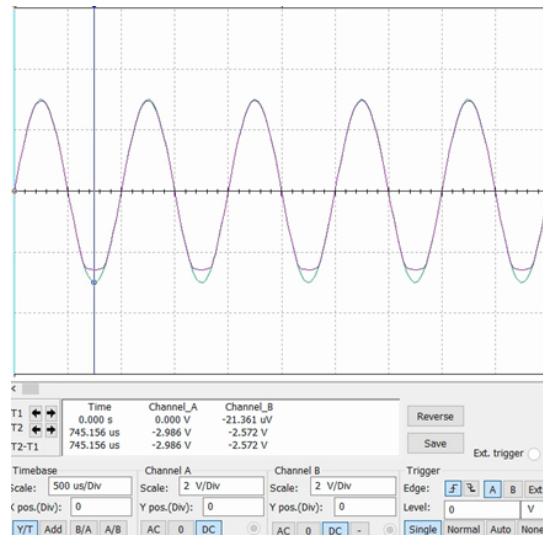 Time Channel_A Channel_B
T1 0.000 s 0.000 V -21.361 uV
T2 745.156 us -2.986 V -2.572 V
T2-T1 745.156 us -2.986 V -2.572 V
Reverse
Save
Ext. trigger
Timebase
Scale: 500 us/Div
X pos.(Div): 0
Y/T Add B/A A/B
Channel A
Scale: 2 V/Div
Y pos.(Div): 0
AC 0 DC
Channel B
Scale: 2 V/Div
Y pos.(Div): 0
AC 0 DC -
Trigger
Edge: A B Ext
Level: 0 V
Single Normal Auto None